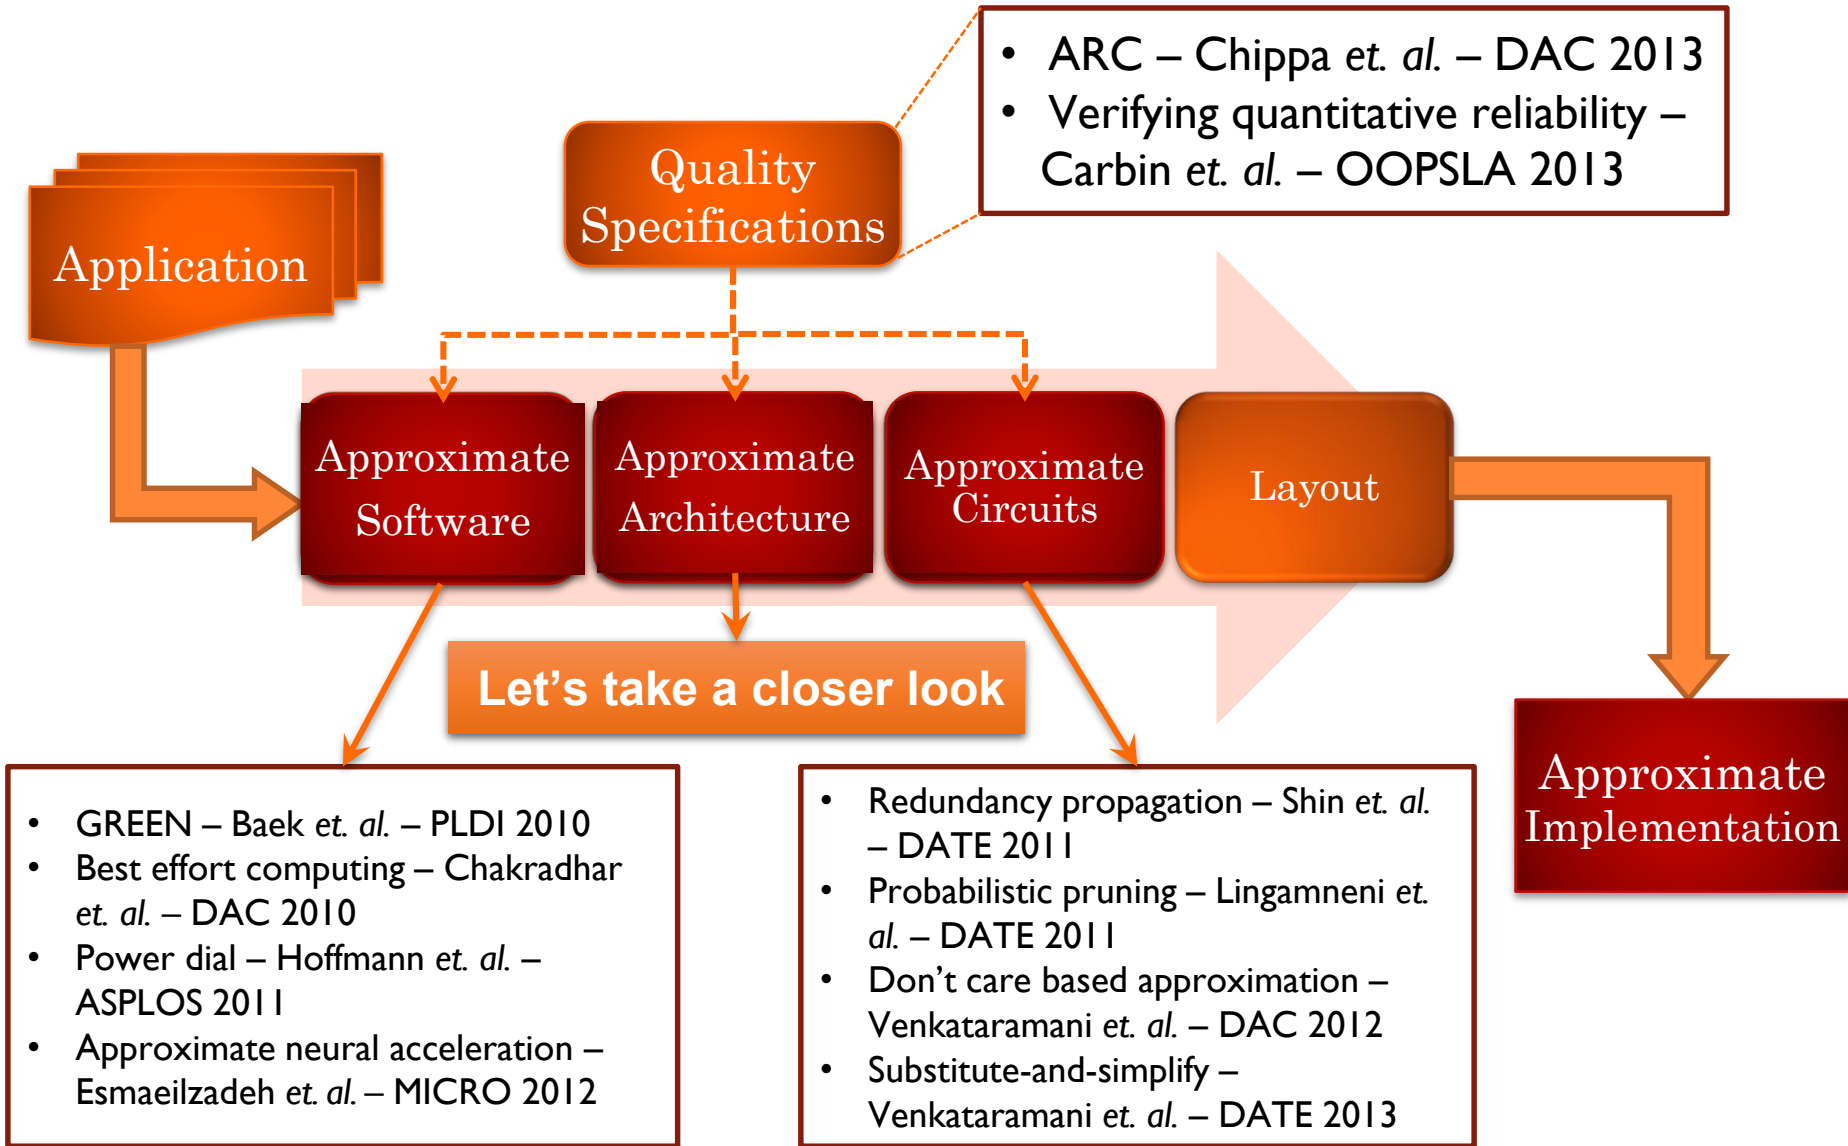 • ARC – Chippa et. al. – DAC 2013
• Verifying quantitative reliability –
Carbin et. al. – OOPSLA 2013
Quality
Specifications
Application
Approximate
Software
Approximate
Architecture
Approximate
Circuits
Layout
Let’s take a closer look
Approximate
Implementation
• GREEN – Baek et. al. – PLDI 2010
• Best effort computing – Chakradhar
et. al. – DAC 2010
• Power dial – Hoffmann et. al. –
ASPLOS 2011
• Approximate neural acceleration –
Esmaeilzadeh et. al. – MICRO 2012
• Redundancy propagation – Shin et. al.
– DATE 2011
• Probabilistic pruning – Lingamneni et.
al. – DATE 2011
• Don’t care based approximation –
Venkataramani et. al. – DAC 2012
• Substitute-and-simplify –
Venkataramani et. al. – DATE 2013